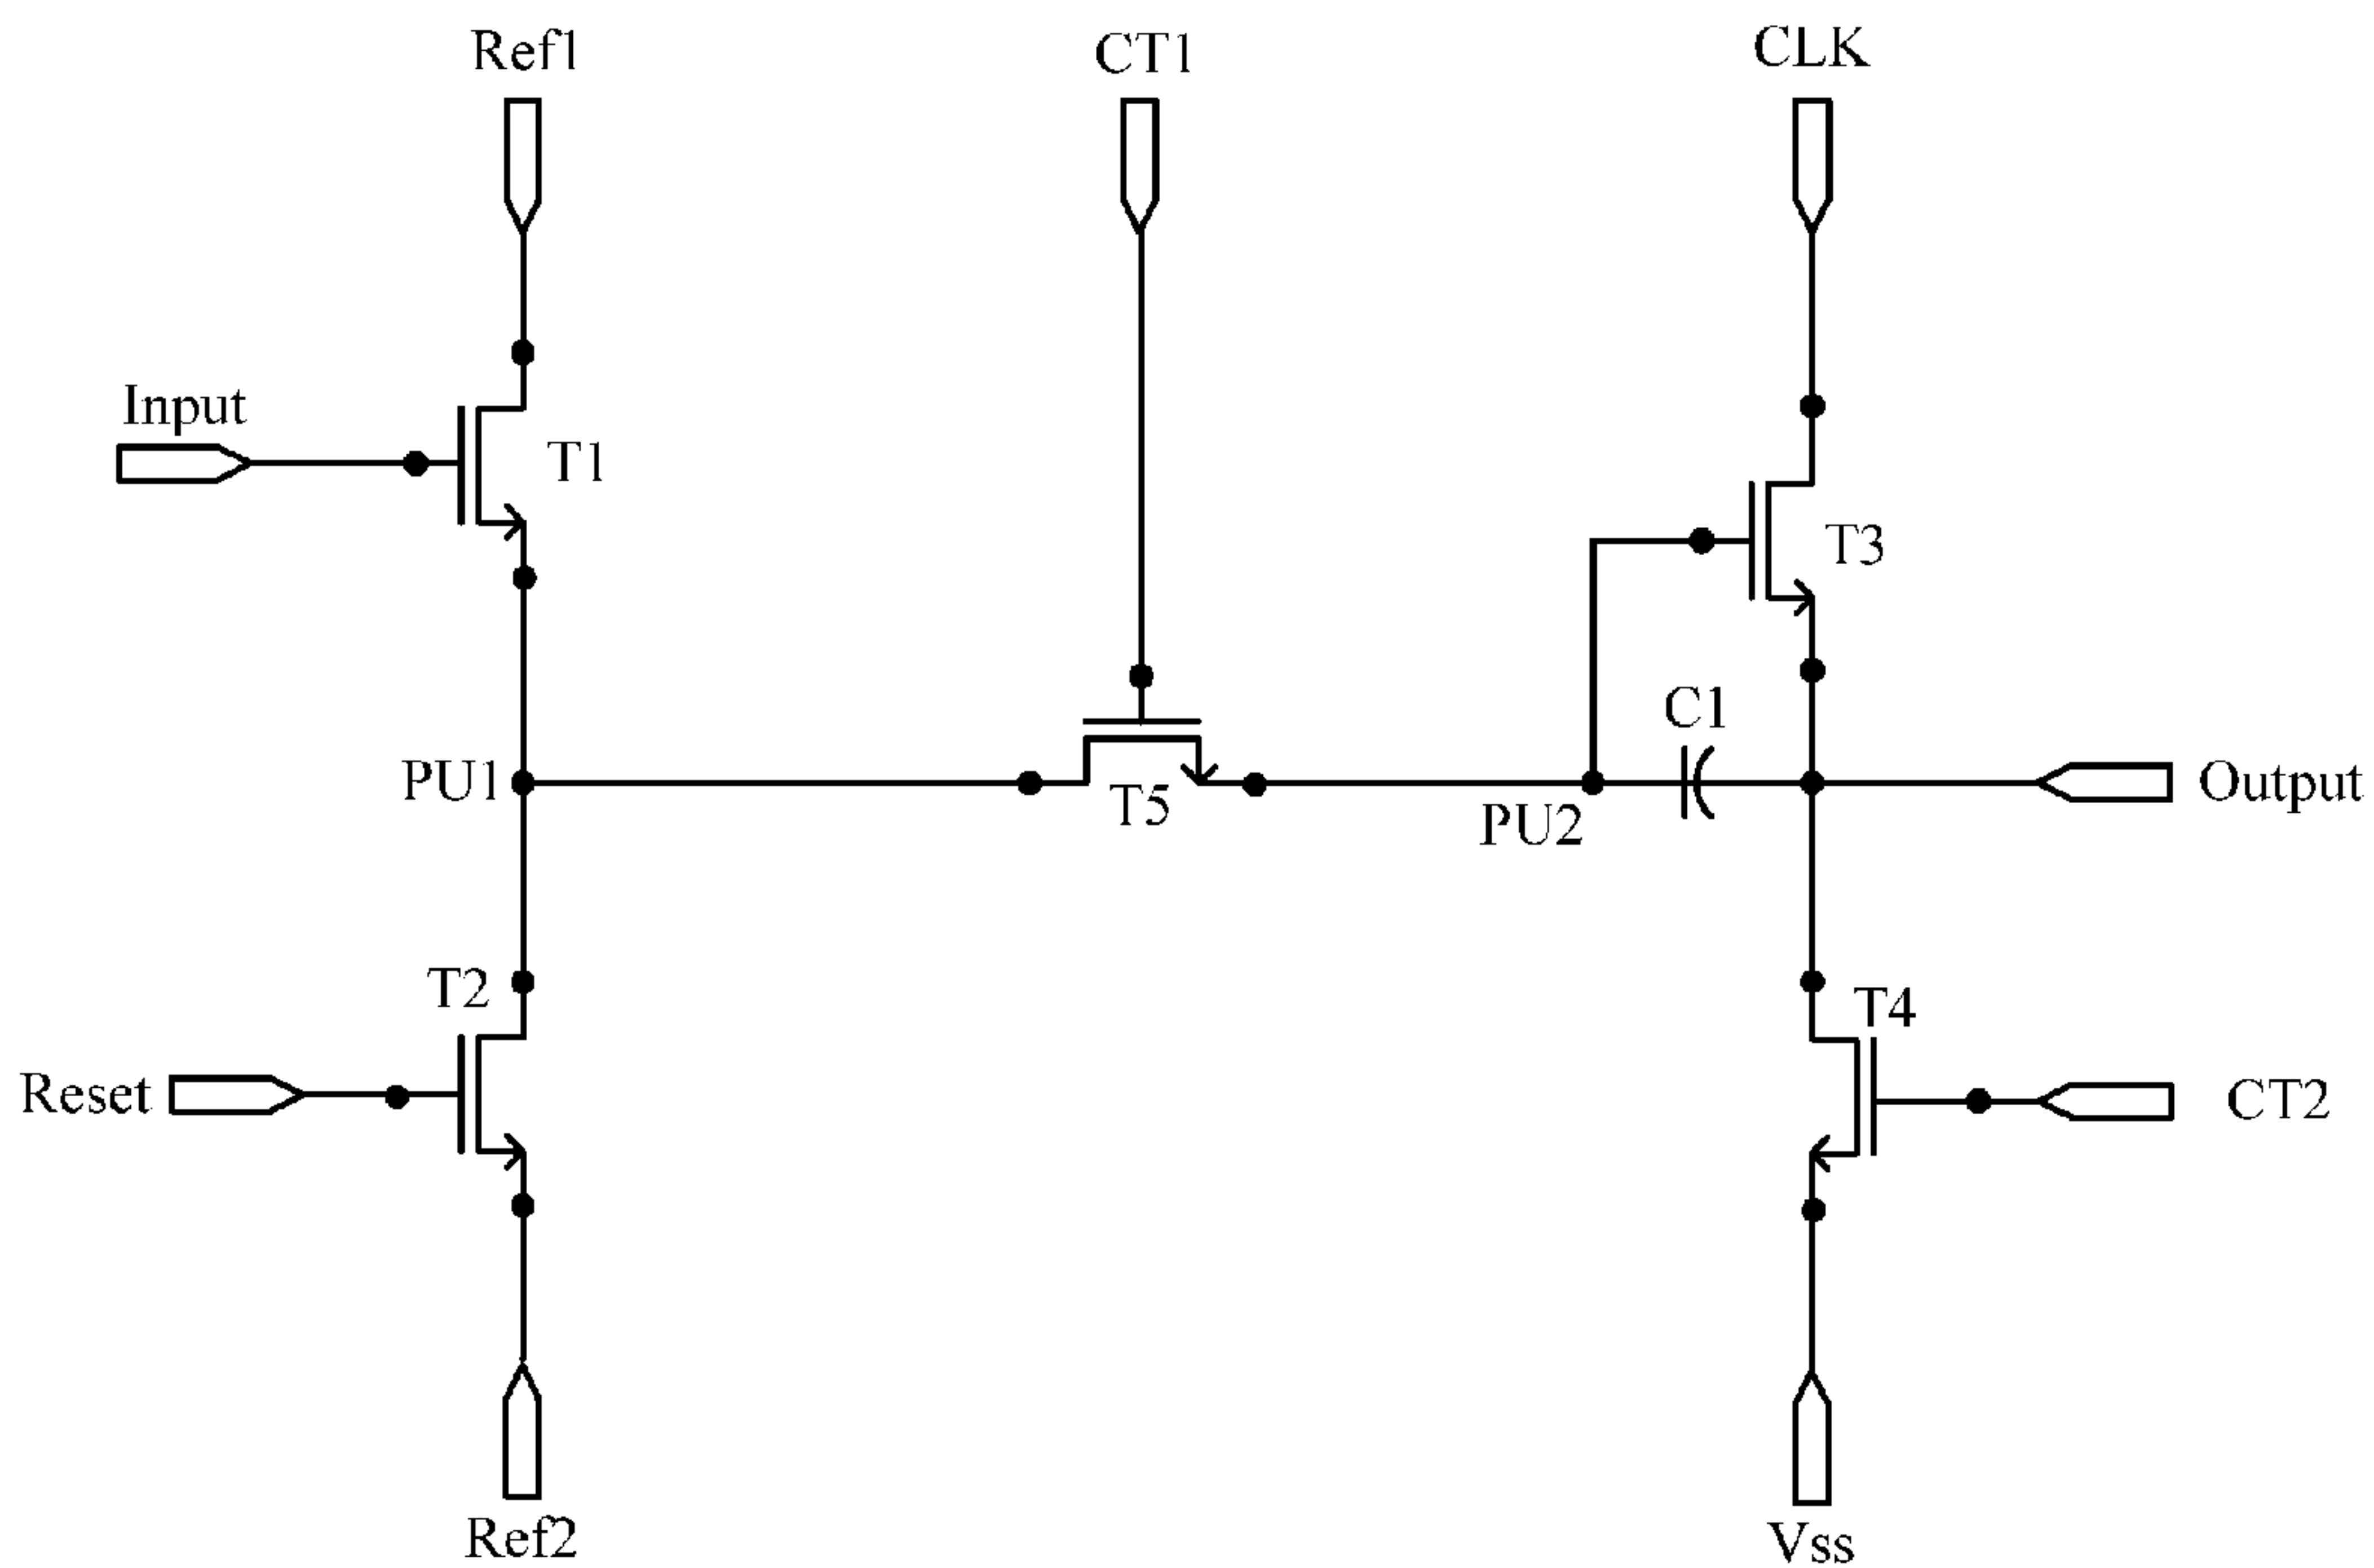 Ref1
CT1
CLK
Input
T1
T3
C1
PU1
T5
PU2
Output
T2
T4
Reset
CT2
Ref2
Vss